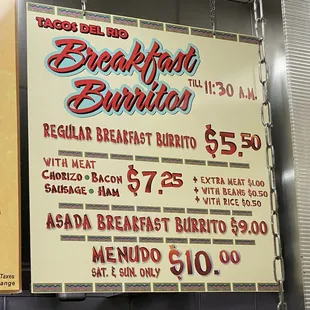 TACOS DEL RIO
Breakfast
Burritos
TILL 11:30 A.M.
REGULAR BREAKFAST BURRITO $5.50
WITH MEAT
CHORIZO • BACON
SAUSAGE • HAM
$7.25
+ EXTRA MEAT $1.00
+ WITH BEANS $0.50
+ WITH RICE $0.50
ASADA BREAKFAST BURRITO $9.00
MENUDO
SAT. & SUN. ONLY
$10.00
Taxes
ange